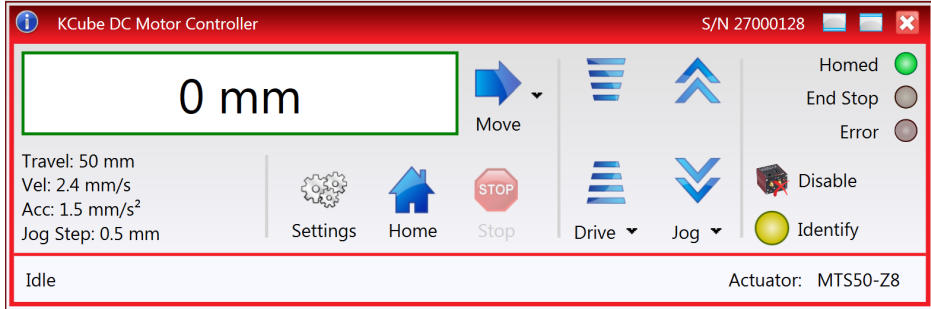 KCube DC Motor Controller
S/N 27000128
0 mm
Move
Homed
End Stop
Error
Travel: 50 mm
Vel: 2.4 mm/s
Acc: 1.5 mm/s²
Jog Step: 0.5 mm
Settings
Home
STOP
Stop
Drive
Jog
Disable
Identify
Idle
Actuator: MTS50-Z8